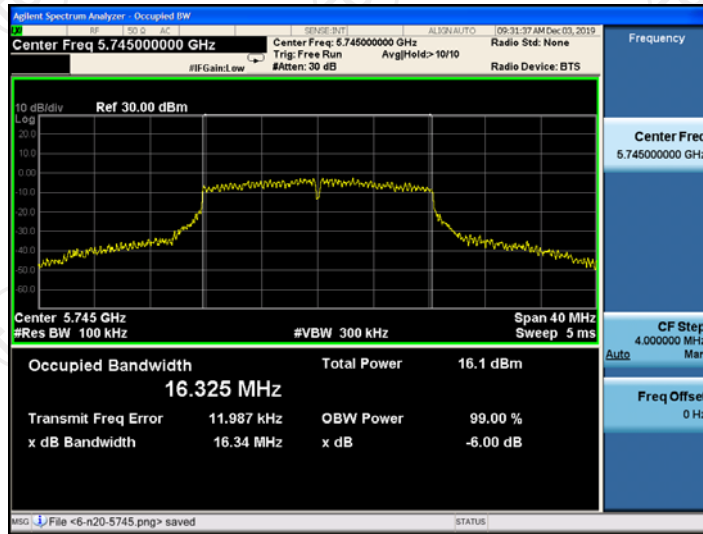 Agilent Spectrum Analyzer - Occupied BW
RF 50 Ω AC SENSE:INT ALIGN AUTO 09:31:37 AM Dec 03, 2019
Center Freq 5.745000000 GHz
Center Freq: 5.745000000 GHz
Radio Std: None
Trig: Free Run Avg|Hold:> 10/10
#IFGain:Low #Atten: 30 dB Radio Device: BTS
10 dB/div Ref 30.00 dBm
Log
20.0
10.0
0.00
-10.0
-20.0
-30.0
-40.0
-50.0
-60.0
Center 5.745 GHz Span 40 MHz
#Res BW 100 kHz #VBW 300 kHz Sweep 5 ms
Occupied Bandwidth Total Power 16.1 dBm
16.325 MHz
Transmit Freq Error 11.987 kHz OBW Power 99.00 %
x dB Bandwidth 16.34 MHz x dB -6.00 dB
MSG File <6-n20-5745.png> saved STATUS
Frequency
Center Freq
5.745000000 GHz
CF Step
4.000000 MHz
Auto Man
Freq Offset
0 Hz